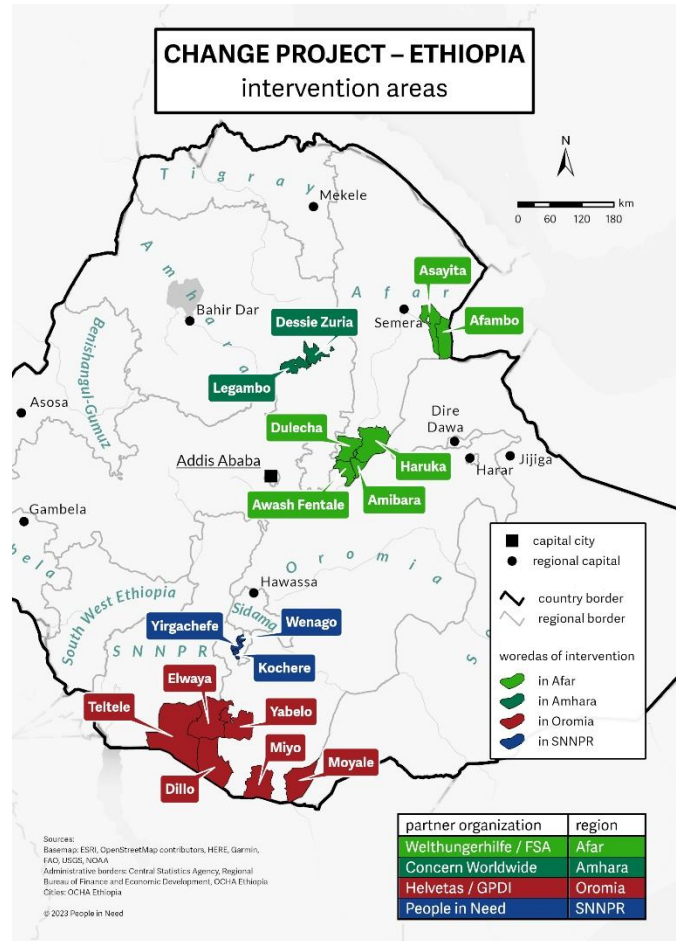 CHANGE PROJECT – ETHIOPIA
intervention areas
N
km
0 60 120 180
Tigray
Mekele
Amhara
Afar
Asayita
Semera
Afambo
Bahir Dar
Dessie Zuria
Legambo
Benishangul-Gumuz
Asosa
Dulecha
Dire
Dawa
Haruka
Harar
Jijiga
Addis Ababa
Awash Fentale
Amibara
Gambela
bela
Oromia
Hawassa
South West Ethiopia
Sidama
Yirgachefe
Wenago
SNNPR
Kochere
S
Elwaya
Teltele
Yabelo
Miyo
Moyale
Dillo
capital city
regional capital
country border
regional border
woredas of intervention
in Afar
in Amhara
in Oromia
in SNNPR
partner organization region
Welthungerhilfe / FSA Afar
Concern Worldwide Amhara
Helvetas / GPDI Oromia
People in Need SNNPR
Sources:
Basemap: ESRI, OpenStreetMap contributors, HERE, Garmin,
FAO, USGS, NOAA
Administrative borders: Central Statistics Agency, Regional
Bureau of Finance and Economic Development, OCHA Ethiopia
Cities: OCHA Ethiopia
© 2023 People in Need